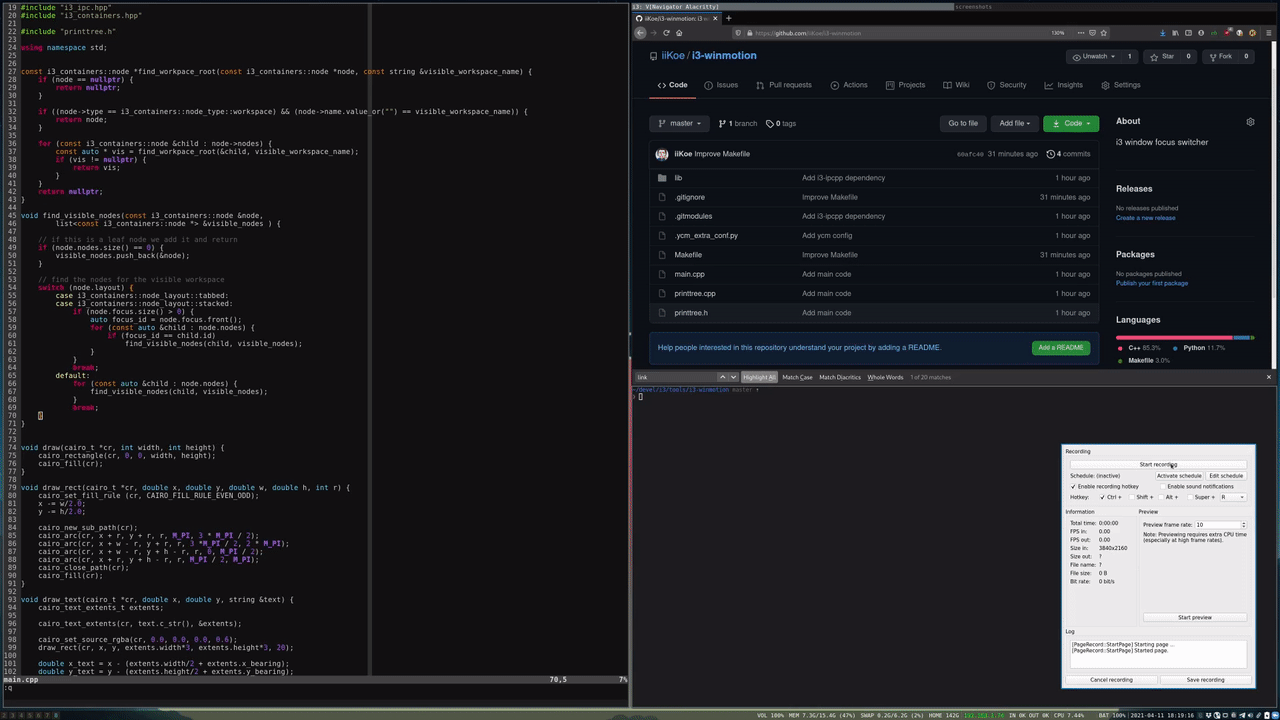 19 #include "i3_ipc.hpp"
20 #include "i3_containers.hpp"
21
22 #include "printtree.h"
23
24 using namespace std;
25
26
27 const i3_containers::node *find_workpace_root(const i3_containers::node *node, const string &visible_workspace_name) {
28 if (node == nullptr) {
29 return nullptr;
30 }
31
32 if ((node->type == i3_containers::node_type::workspace) && (node->name.value_or("") == visible_workspace_name)) {
33 return node;
34 }
35
36 for (const i3_containers::node &child : node->nodes) {
37 const auto * vis = find_workpace_root(&child, visible_workspace_name);
38 if (vis != nullptr) {
39 return vis;
40 }
41 }
42 return nullptr;
43 }
44
45 void find_visible_nodes(const i3_containers::node &node,
46 list<const i3_containers::node *> &visible_nodes ) {
47
48 // if this is a leaf node we add it and return
49 if (node.nodes.size() == 0) {
50 visible_nodes.push_back(&node);
51 }
52
53 // find the nodes for the visible workspace
54 switch (node.layout) {
55 case i3_containers::node_layout::tabbed:
56 case i3_containers::node_layout::stacked:
57 if (node.focus.size() > 0) {
58 auto focus_id = node.focus.front();
59 for (const auto &child : node.nodes) {
60 if (focus_id == child.id)
61 find_visible_nodes(child, visible_nodes);
62 }
63 }
64 break;
65 default:
66 for (const auto &child : node.nodes) {
67 find_visible_nodes(child, visible_nodes);
68 }
69 break;
70 }
71 }
72
73
74 void draw(cairo_t *cr, int width, int height) {
75 cairo_rectangle(cr, 0, 0, width, height);
76 cairo_fill(cr);
77 }
78
79 void draw_rect(cairo_t *cr, double x, double y, double w, double h, int r) {
80 cairo_set_fill_rule (cr, CAIRO_FILL_RULE_EVEN_ODD);
81 x -= w/2.0;
82 y -= h/2.0;
83
84 cairo_new_sub_path(cr);
85 cairo_arc(cr, x + r, y + r, r, M_PI, 3 * M_PI / 2);
86 cairo_arc(cr, x + w - r, y + r, r, 3 *M_PI / 2, 2 * M_PI);
87 cairo_arc(cr, x + w - r, y + h - r, r, 0, M_PI / 2);
88 cairo_arc(cr, x + r, y + h - r, r, M_PI / 2, M_PI);
89 cairo_close_path(cr);
90 cairo_fill(cr);
91 }
92
93 void draw_text(cairo_t *cr, double x, double y, string &text) {
94 cairo_text_extents_t extents;
95
96 cairo_text_extents(cr, text.c_str(), &extents);
97
98 cairo_set_source_rgba(cr, 0.0, 0.0, 0.0, 0.6);
99 draw_rect(cr, x, y, extents.width*3, extents.height*3, 20);
100
101 double x_text = x - (extents.width/2 + extents.x_bearing);
102 double y_text = y - (extents.height/2 + extents.y_bearing);
main.cpp 70,5 7%
:q
i3: V[Navigator Alacritty]
screenshots
iiKoe/i3-winmotion: i3 w
https://github.com/iiKoe/i3-winmotion
130%
iiKoe / i3-winmotion
Unwatch 1 Star 0 Fork 0
Code Issues Pull requests Actions Projects Wiki Security Insights Settings
master 1 branch 0 tags Go to file Add file Code
iiKoe Improve Makefile 31 minutes ago 4 commits
lib Add i3-ipcpp dependency 1 hour ago
.gitignore Improve Makefile 31 minutes ago
.gitmodules Add i3-ipcpp dependency 1 hour ago
.ycm_extra_conf.py Add ycm config 1 hour ago
Makefile Improve Makefile 31 minutes ago
main.cpp Add main code 1 hour ago
printtree.cpp Add main code 1 hour ago
printtree.h Add main code 1 hour ago
Help people interested in this repository understand your project by adding a README.
Add a README
About
i3 window focus switcher
Releases
No releases published
Create a new release
Packages
No packages published
Publish your first package
Languages
C++ 85.3% Python 11.7%
Makefile 3.0%
link Highlight All Match Case Match Diacritics Whole Words 1 of 20 matches
~/devel/i3/tools/i3-winmotion master
Recording
Start recording
Schedule: (inactive) Activate schedule Edit schedule
Enable recording hotkey Enable sound notifications
Hotkey: Ctrl + Shift + Alt + Super + R
Information
Total time: 0:00:00
FPS in: 0.00
FPS out: 0.00
Size in: 3840x2160
Size out: ?
File name: ?
File size: 0 B
Bit rate: 0 bit/s
Preview
Preview frame rate: 10
Note: Previewing requires extra CPU time
(especially at high frame rates).
Start preview
Log
[PageRecord::StartPage] Starting page ...
[PageRecord::StartPage] Started page.
Cancel recording Save recording
VOL 100% MEM 7.3G/15.4G (47%) SWAP 0.2G/6.2G (2%) HOME 142G IN 0K OUT 0K CPU 7.44% BAT 100% 2021-04-11 18:19:16